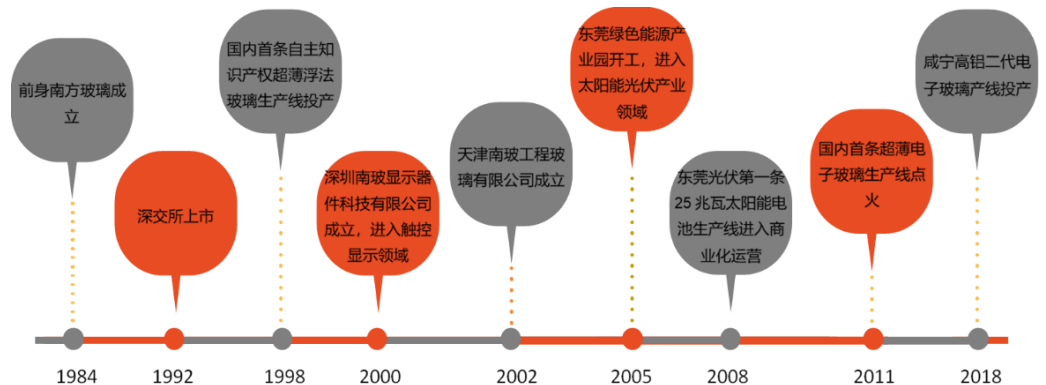 前身南方玻璃成
立
深交所上市
国内首条自主知
识产权超薄浮法
玻璃生产线投产
深圳南玻显示器
件科技有限公司
成立，进入触控
显示领域
天津南玻工程玻
璃有限公司成立
东莞绿色能源产
业园开工，进入
太阳能光伏产业
领域
东莞光伏第一条
25 兆瓦太阳能电
池生产线进入商
业化运营
国内首条超薄电
子玻璃生产线点
火
咸宁高铝二代电
子玻璃产线投产
1984
1992
1998
2000
2002
2005
2008
2011
2018